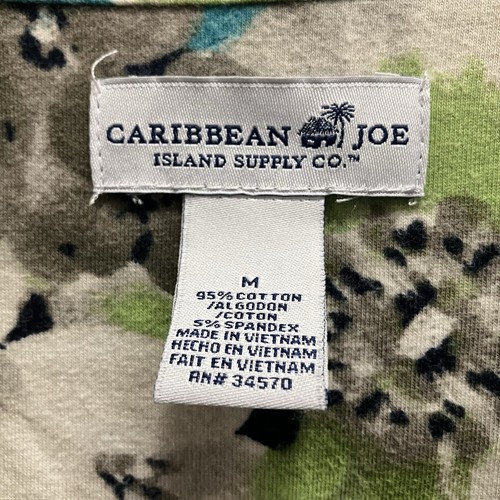 CARIBBEAN JOE
ISLAND SUPPLY CO.™
M
95% COTTON
/ALGODON
/COTON
5% SPANDEX
MADE IN VIETNAM
HECHO EN VIETNAM
FAIT EN VIETNAM
RN# 34570